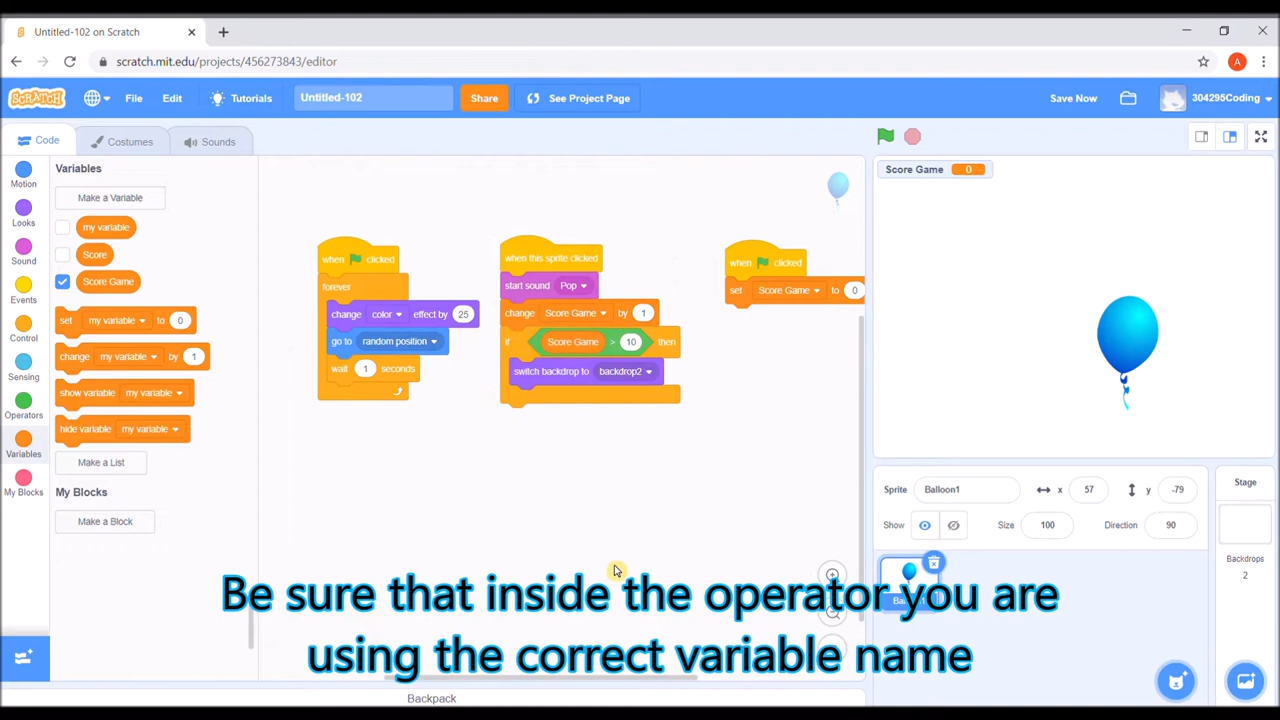 Untitled-102 on Scratch
scratch.mit.edu/projects/456273843/editor
A
SCRATCH
File
Edit
Tutorials
Untitled-102
Share
See Project Page
Save Now
304295Coding
Code
Costumes
Sounds
Motion
Looks
Sound
Events
Control
Sensing
Operators
Variables
My Blocks
Variables
Make a Variable
my variable
Score
Score Game
set my variable to 0
change my variable by 1
show variable my variable
hide variable my variable
Make a List
My Blocks
Make a Block
when clicked
forever
change color effect by 25
go to random position
wait 1 seconds
when this sprite clicked
start sound Pop
change Score Game by 1
if Score Game > 10 then
switch backdrop to backdrop2
when clicked
set Score Game to 0
Score Game 0
Sprite Balloon1 x 57 y -79
Show Size 100 Direction 90
Stage
Backdrops
2
Be sure that inside the operator you are
using the correct variable name
Backpack